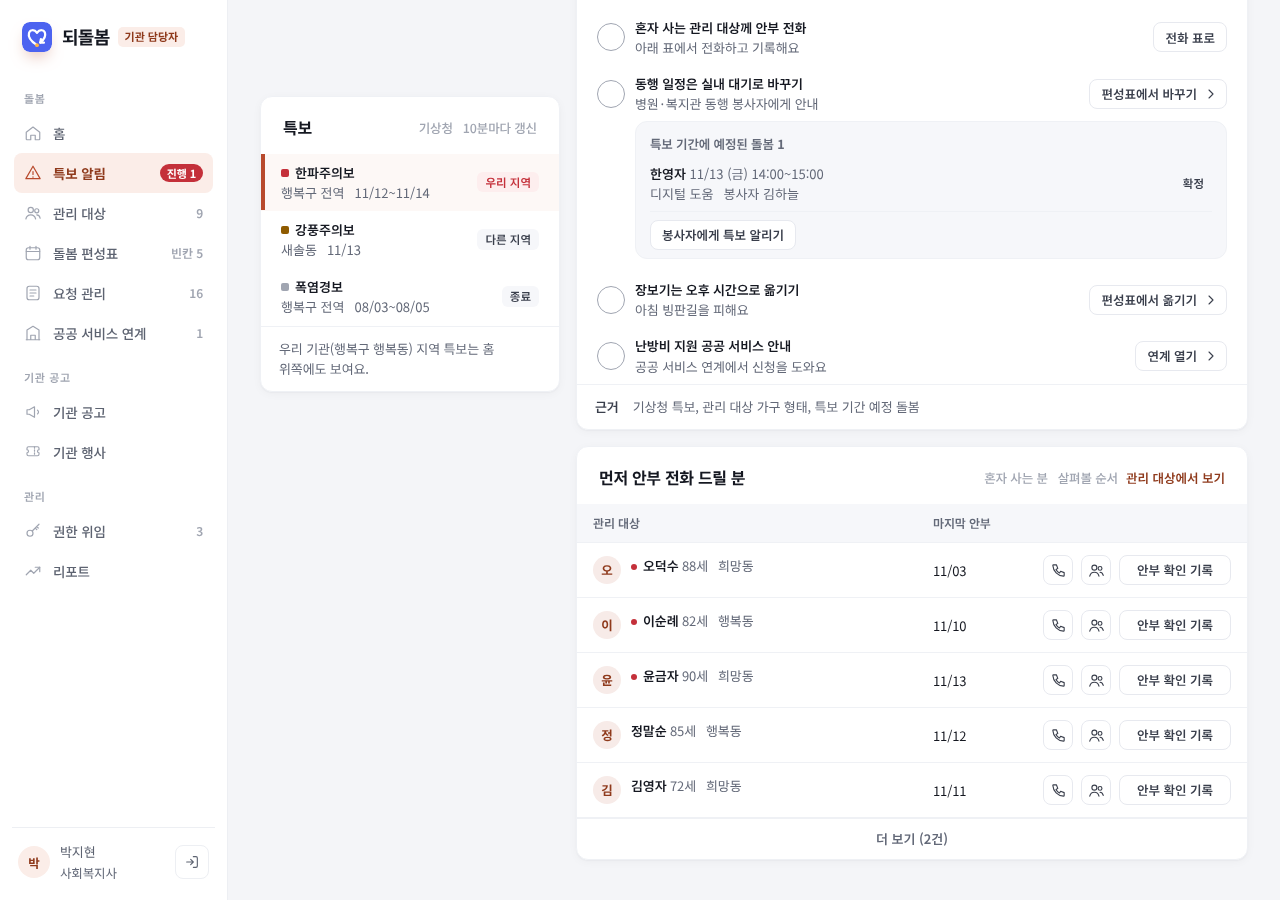 되돌봄 기관 담당자
돌봄
홈
특보 알림 진행 1
관리 대상 9
돌봄 편성표 빈칸 5
요청 관리 16
공공 서비스 연계 1
기관 공고
기관 공고
기관 행사
관리
권한 위임 3
리포트
박 박지현
사회복지사
특보 기상청 10분마다 갱신
한파주의보
행복구 전역 11/12~11/14
우리 지역
강풍주의보
새솔동 11/13
다른 지역
폭염경보
행복구 전역 08/03~08/05
종료
우리 기관(행복구 행복동) 지역 특보는 홈
위쪽에도 보여요.
혼자 사는 관리 대상께 안부 전화
아래 표에서 전화하고 기록해요
전화 표로
동행 일정은 실내 대기로 바꾸기
병원·복지관 동행 봉사자에게 안내
편성표에서 바꾸기
특보 기간에 예정된 돌봄 1
한영자 11/13 (금) 14:00~15:00
디지털 도움 봉사자 김하늘
확정
봉사자에게 특보 알리기
장보기는 오후 시간으로 옮기기
아침 빙판길을 피해요
편성표에서 옮기기
난방비 지원 공공 서비스 안내
공공 서비스 연계에서 신청을 도와요
연계 열기
근거 기상청 특보, 관리 대상 가구 형태, 특보 기간 예정 돌봄
먼저 안부 전화 드릴 분 혼자 사는 분 살펴볼 순서 관리 대상에서 보기
관리 대상 마지막 안부
오 오덕수 88세 희망동 11/03 안부 확인 기록
이 이순례 82세 행복동 11/10 안부 확인 기록
윤 윤금자 90세 희망동 11/13 안부 확인 기록
정 정말순 85세 행복동 11/12 안부 확인 기록
김 김영자 72세 희망동 11/11 안부 확인 기록
더 보기 (2건)